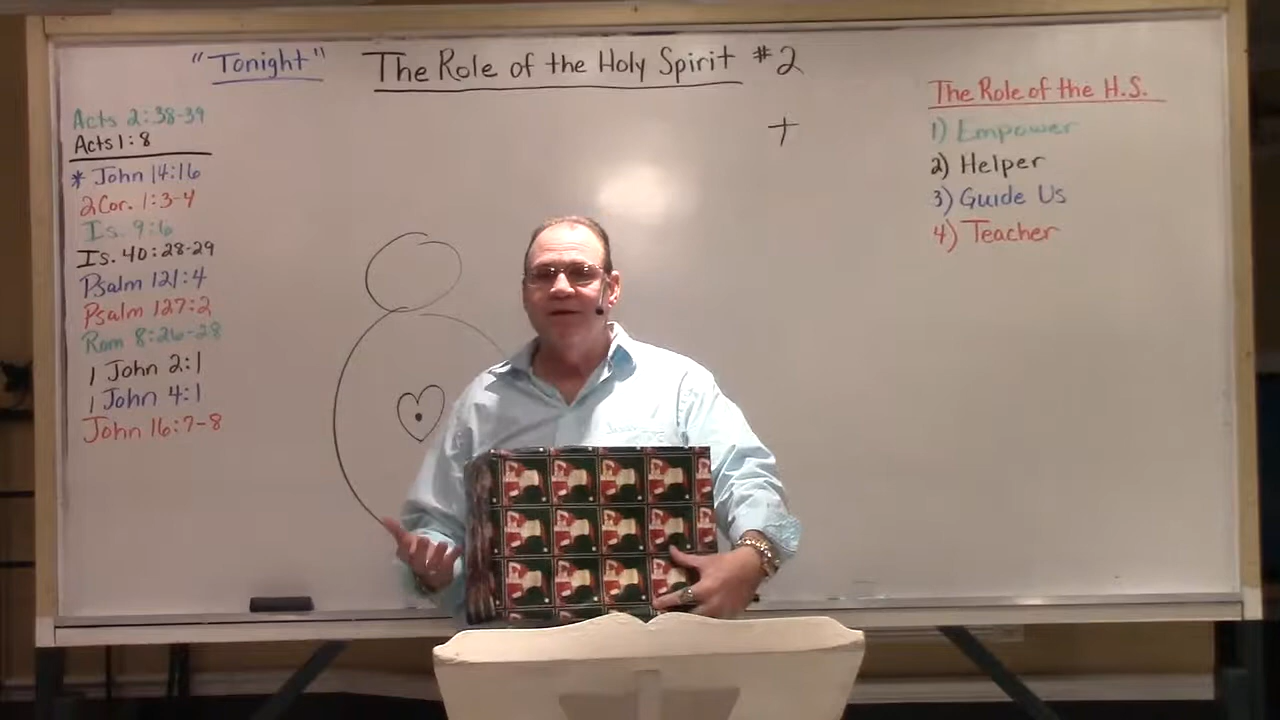 "Tonight" The Role of the Holy Spirit #2
Acts 2:38-39
Acts 1:8
* John 14:16
2 Cor. 1:3-4
Is. 9:6
Is. 40:28-29
Psalm 121:4
Psalm 127:2
Rom 8:26-28
1 John 2:1
1 John 4:1
John 16:7-8
The Role of the H.S.
1) Empower
2) Helper
3) Guide Us
4) Teacher